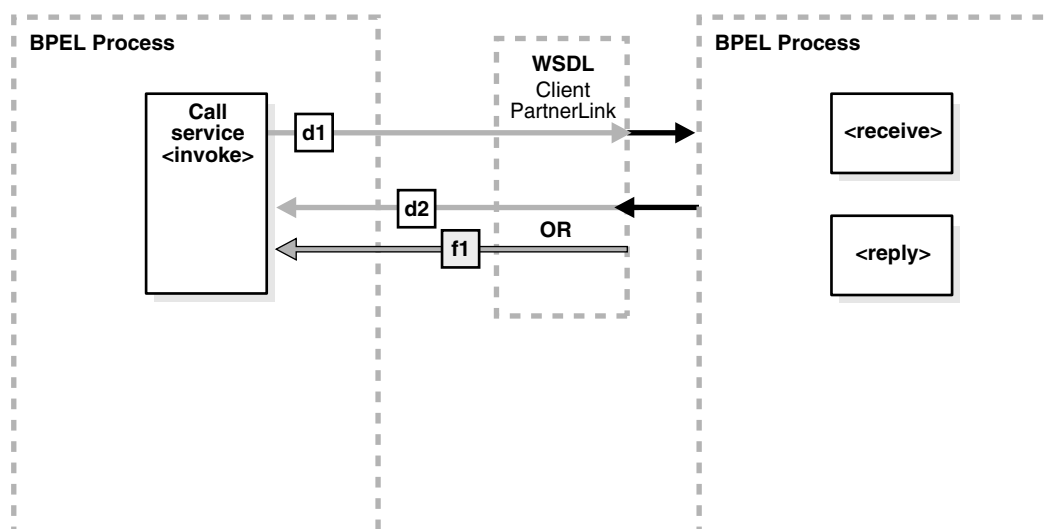 BPEL Process
Call
service
<invoke>
d1
d2
f1
WSDL
Client
PartnerLink
OR
BPEL Process
<receive>
<reply>